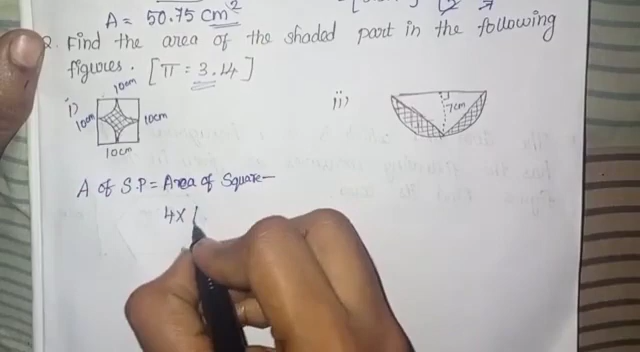 A = 50.75 cm²
2. Find the area of the shaded part in the following
figures. [π = 3.14]
i)
10cm
10cm
10cm
10cm
ii)
7cm
A of S.P = Area of Square –
4×